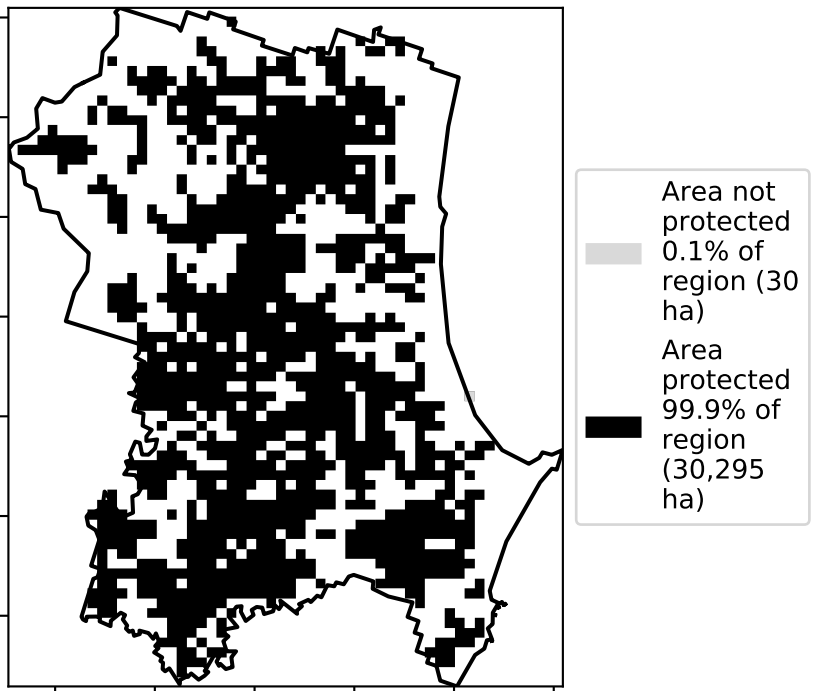 Area not
protected
0.1% of
region (30
ha)
Area
protected
99.9% of
region
(30,295
ha)